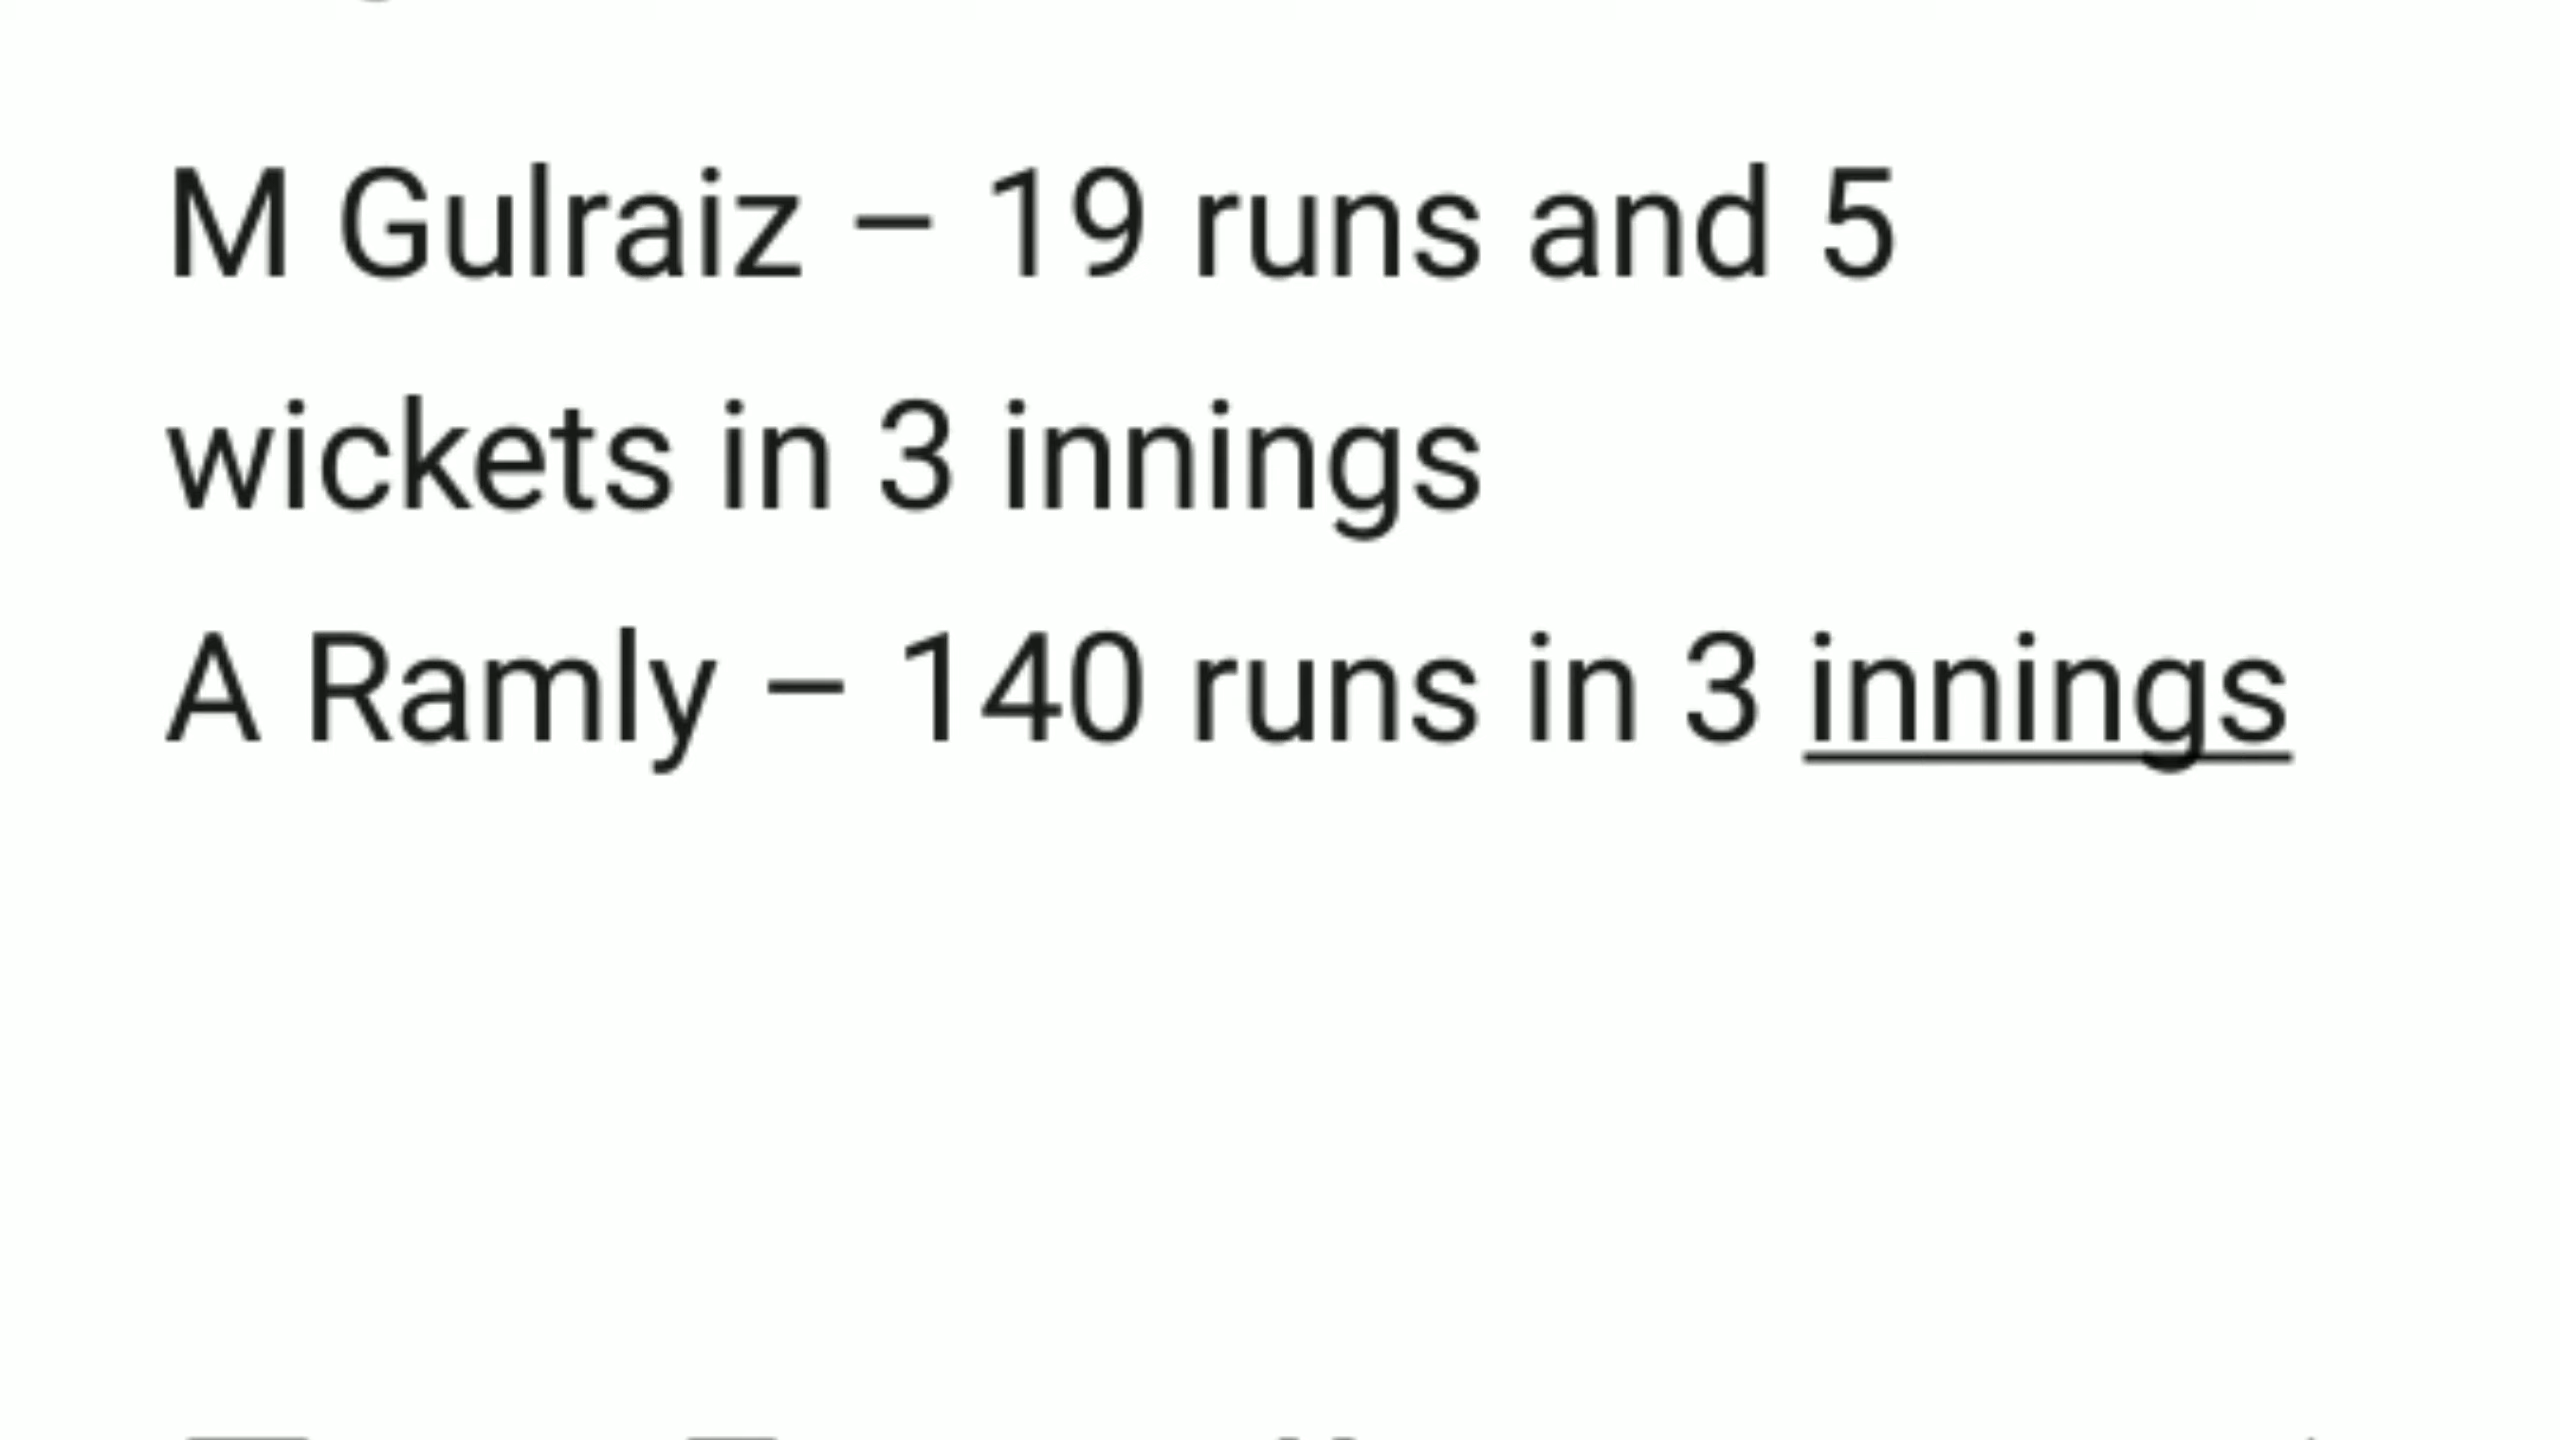 M Gulraiz – 19 runs and 5
wickets in 3 innings
A Ramly – 140 runs in 3 innings